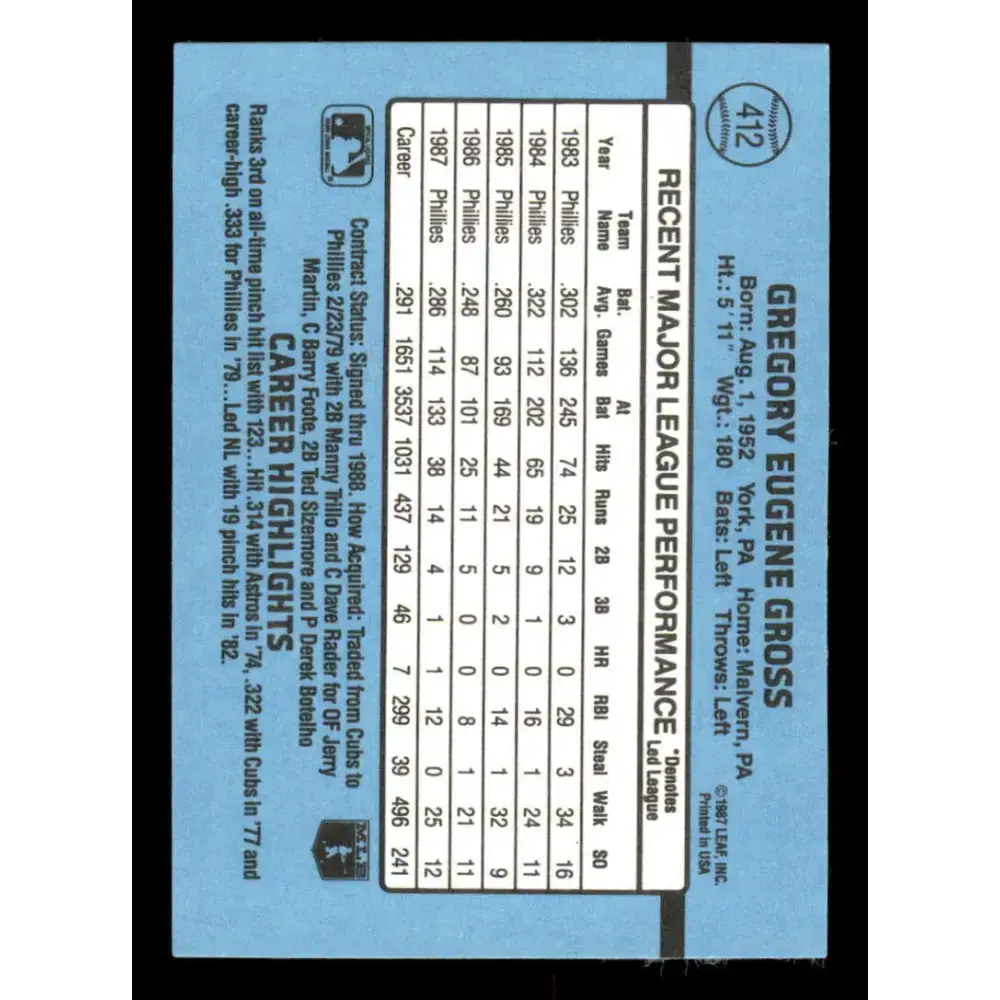 412
GREGORY EUGENE GROSS
Born: Aug. 1, 1952 York, PA Home: Malvern, PA
Ht.: 5'11" Wgt.: 180 Bats: Left Throws: Left
©1987 LEAF, INC.
Printed in USA
RECENT MAJOR LEAGUE PERFORMANCE *Denotes Led League
Year Team Name Bat. Avg. Games At Bat Hits Runs 2B 3B HR RBI Steal Walk SO
1983 Phillies .302 136 245 74 25 12 3 0 29 3 34 16
1984 Phillies .322 112 202 65 19 9 1 0 16 1 24 11
1985 Phillies .260 93 169 44 21 5 2 0 14 1 32 9
1986 Phillies .248 87 101 25 11 5 0 0 8 1 21 11
1987 Phillies .286 114 133 38 14 4 1 1 12 0 25 12
Career .291 1651 3537 1031 437 129 46 7 299 39 496 241
Contract Status: Signed thru 1988. How Acquired: Traded from Cubs to
Phillies 2/23/79 with 2B Manny Trillo and C Dave Rader for OF Jerry
Martin, C Barry Foote, 2B Ted Sizemore and P Derek Botelho
MLB
CAREER HIGHLIGHTS
Ranks 3rd on all-time pinch hit list with 123...Hit .314 with Astros in '74, .322 with Cubs in '77 and
career-high .333 for Phillies in '79...Led NL with 19 pinch hits in '82.